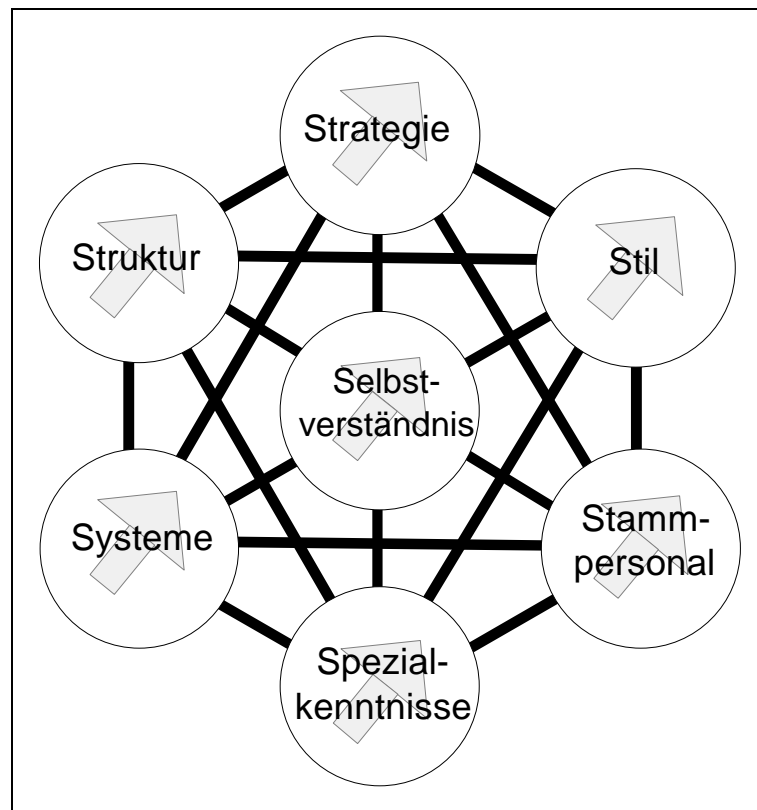 Strategie
Struktur
Stil
Selbst-
verständnis
Systeme
Stamm-
personal
Spezial-
kenntnisse